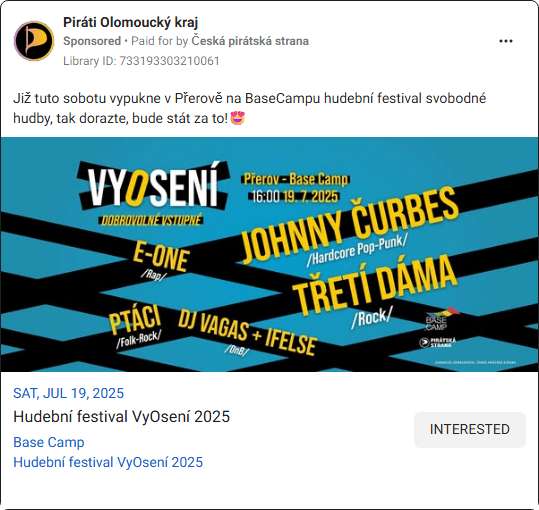 Piráti Olomoucký kraj
Sponsored • Paid for by Česká pirátská strana
Library ID: 733193303210061
Již tuto sobotu vypukne v Přerově na BaseCampu hudební festival svobodné
hudby, tak dorazte, bude stát za to!
VYOSENÍ
DOBROVOLNÉ VSTUPNÉ
Přerov - Base Camp
16:00 19. 7. 2025
JOHNNY ČURBES
/Hardcore Pop-Punk/
E-ONE
/Rap/
TŘETÍ DÁMA
/Rock/
PTÁCI
/Folk-Rock/
DJ VAGAS + IFELSE
/DnB/
BASE
CAMP
PIRÁTSKÁ
STRANA
SAT, JUL 19, 2025
Hudební festival VyOsení 2025
INTERESTED
Base Camp
Hudební festival VyOsení 2025